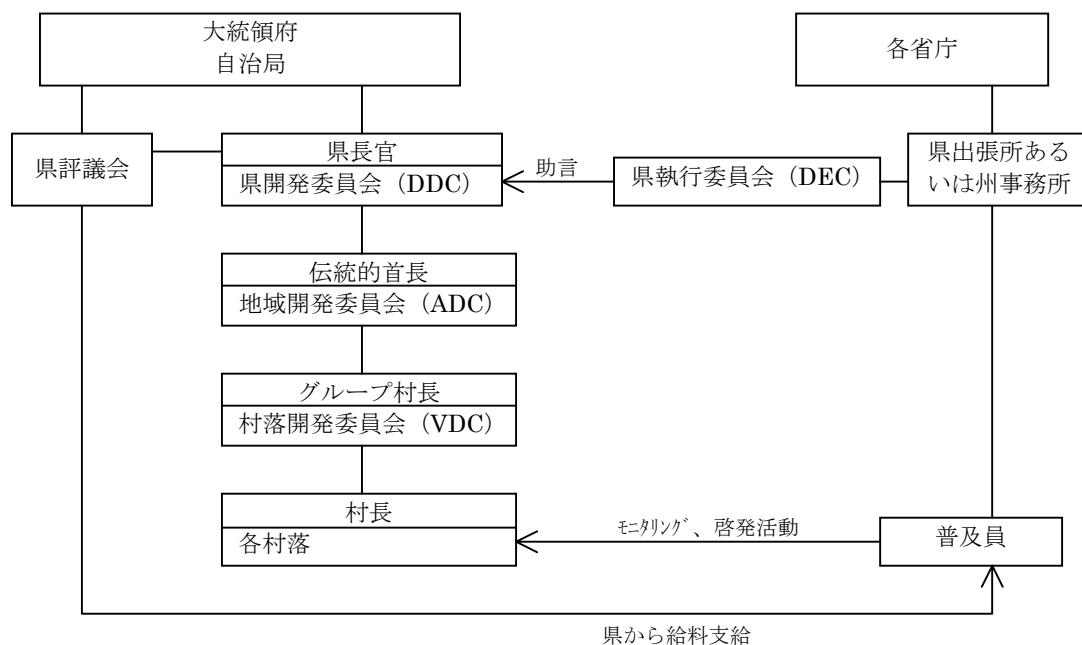 大統領府
自治局
各省庁
県評議会
県長官
県開発委員会（DDC）
助言
県執行委員会（DEC）
県出張所ある
いは州事務所
伝統的首長
地域開発委員会（ADC）
グループ村長
村落開発委員会（VDC）
村長
各村落
ﾓﾆﾀﾘﾝｸﾞ、啓発活動
普及員
県から給料支給